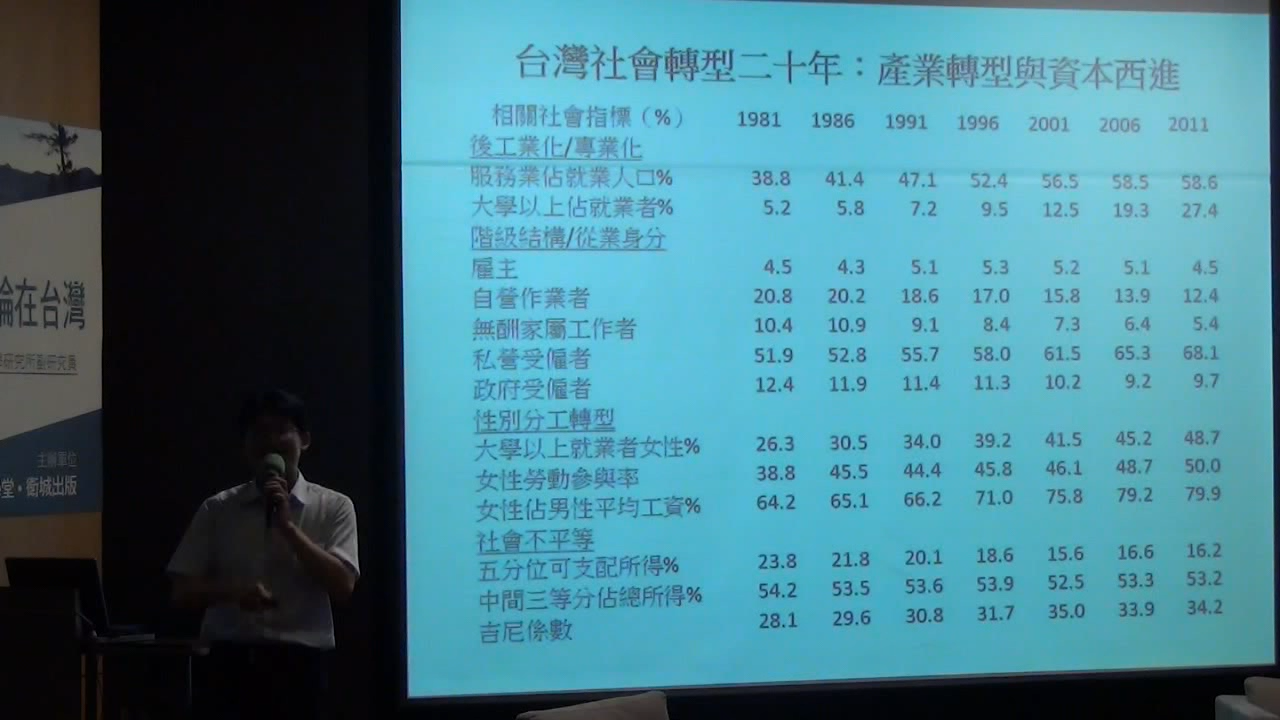 台灣社會轉型二十年：產業轉型與資本西進
相關社會指標（%） 1981 1986 1991 1996 2001 2006 2011
後工業化/專業化
服務業佔就業人口% 38.8 41.4 47.1 52.4 56.5 58.5 58.6
大學以上佔就業者% 5.2 5.8 7.2 9.5 12.5 19.3 27.4
階級結構/從業身分
雇主 4.5 4.3 5.1 5.3 5.2 5.1 4.5
自營作業者 20.8 20.2 18.6 17.0 15.8 13.9 12.4
無酬家屬工作者 10.4 10.9 9.1 8.4 7.3 6.4 5.4
私營受僱者 51.9 52.8 55.7 58.0 61.5 65.3 68.1
政府受僱者 12.4 11.9 11.4 11.3 10.2 9.2 9.7
性別分工轉型
大學以上就業者女性% 26.3 30.5 34.0 39.2 41.5 45.2 48.7
女性勞動參與率 38.8 45.5 44.4 45.8 46.1 48.7 50.0
女性佔男性平均工資% 64.2 65.1 66.2 71.0 75.8 79.2 79.9
社會不平等
五分位可支配所得% 23.8 21.8 20.1 18.6 15.6 16.6 16.2
中間三等分佔總所得% 54.2 53.5 53.6 53.9 52.5 53.3 53.2
吉尼係數 28.1 29.6 30.8 31.7 35.0 33.9 34.2
論在台灣
研究所副研究員
主辦單位
堂・衛城出版